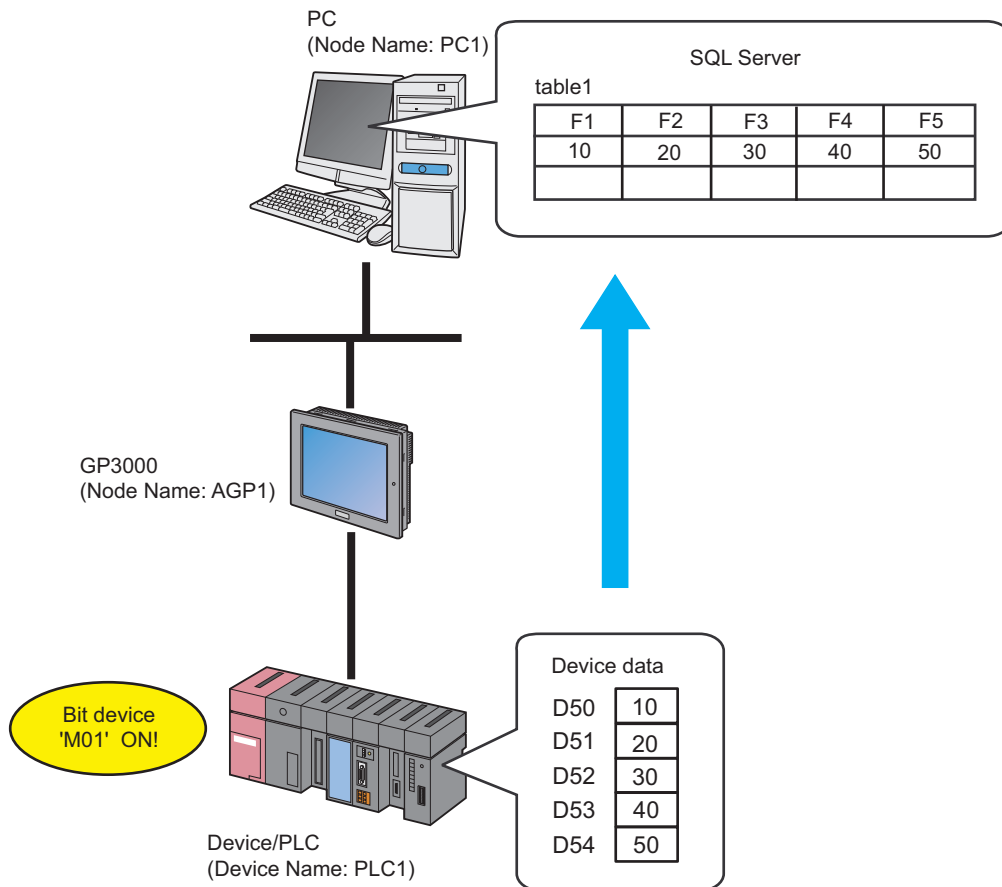 PC
(Node Name: PC1)
SQL Server
table1
F1 F2 F3 F4 F5
10 20 30 40 50
GP3000
(Node Name: AGP1)
Bit device
'M01' ON!
Device data
D50 10
D51 20
D52 30
D53 40
D54 50
Device/PLC
(Device Name: PLC1)